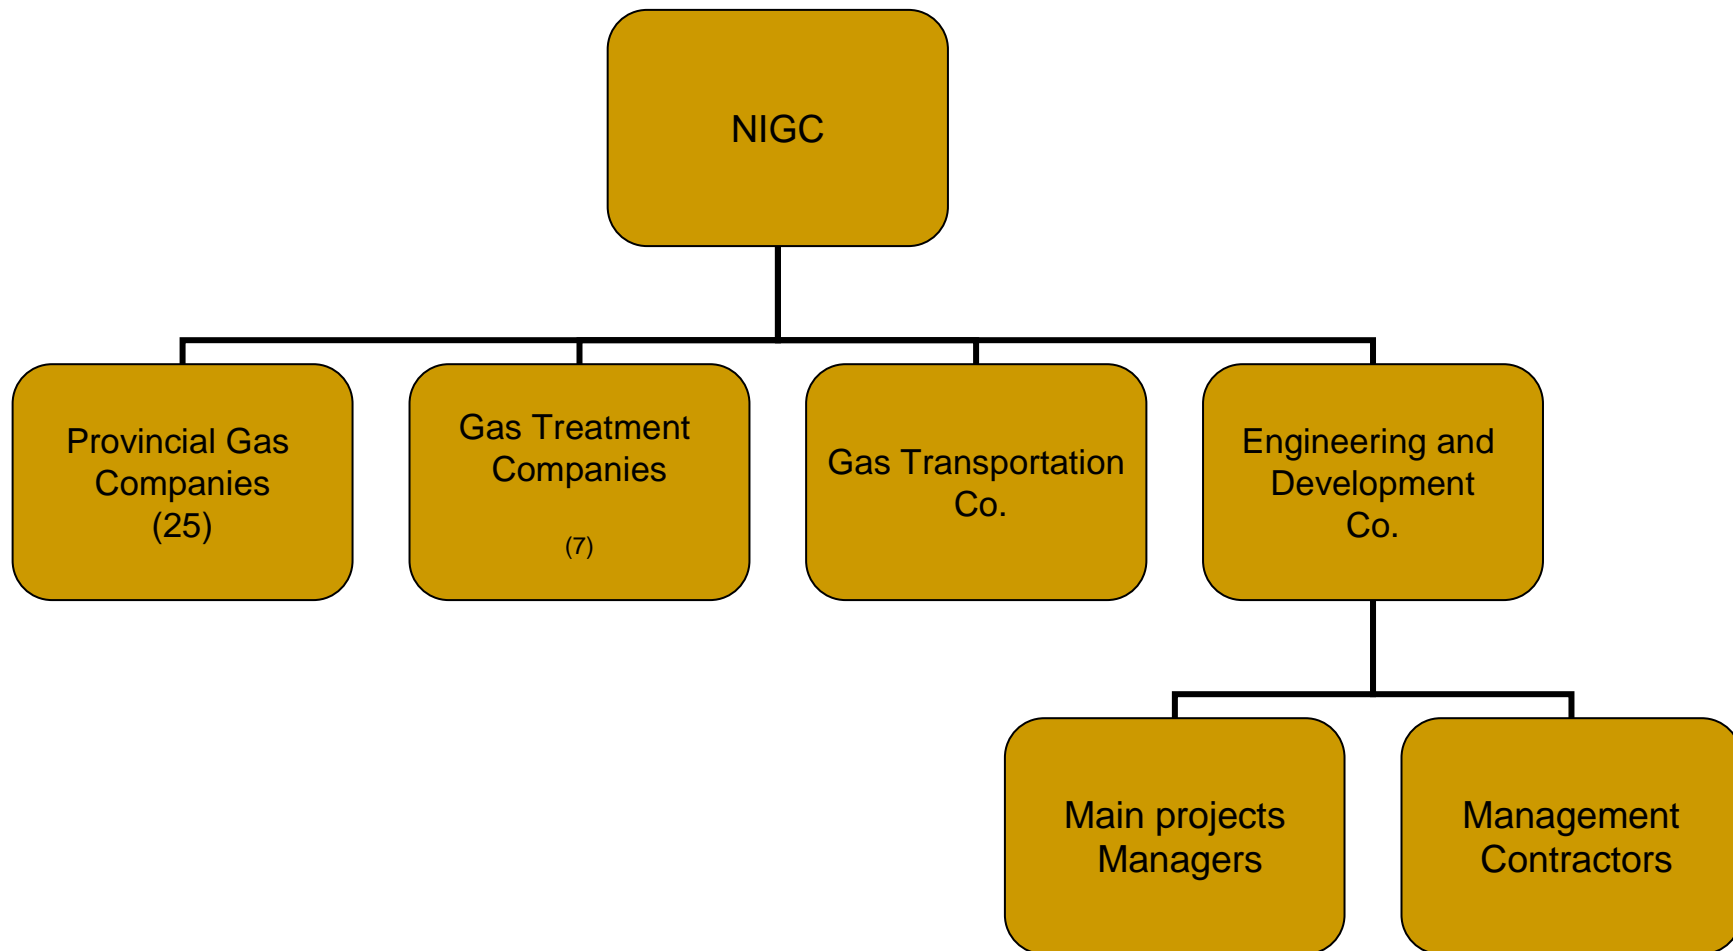 NIGC
Provincial Gas
Companies
(25)
Gas Treatment
Companies
(7)
Gas Transportation
Co.
Engineering and
Development
Co.
Main projects
Managers
Management
Contractors